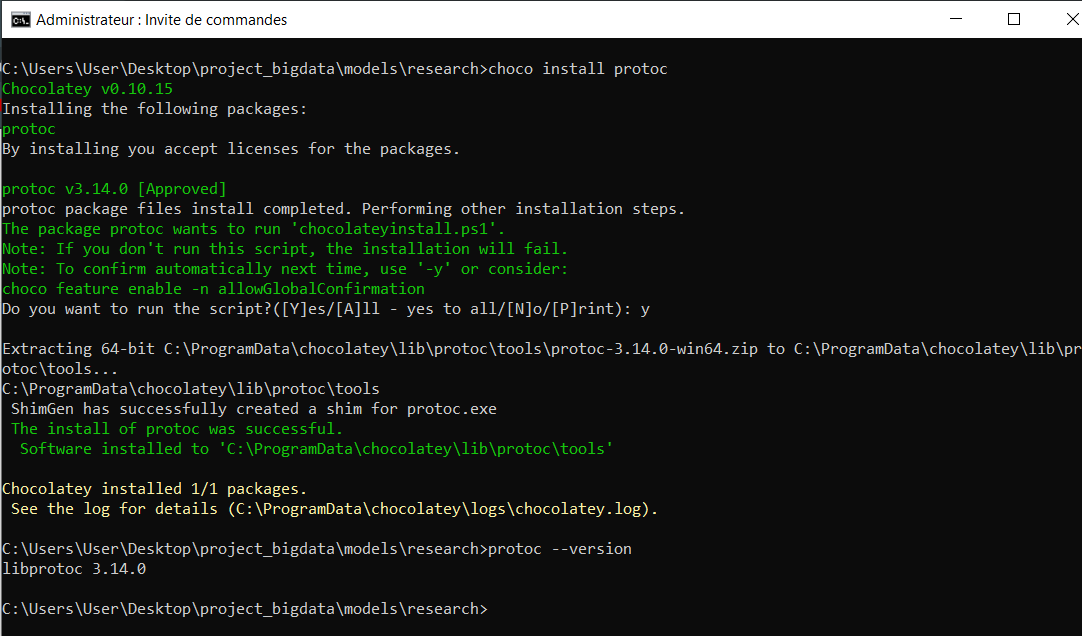 Administrateur : Invite de commandes
C:\Users\User\Desktop\project_bigdata\models\research>choco install protoc
Chocolatey v0.10.15
Installing the following packages:
protoc
By installing you accept licenses for the packages.
protoc v3.14.0 [Approved]
protoc package files install completed. Performing other installation steps.
The package protoc wants to run 'chocolateyinstall.ps1'.
Note: If you don't run this script, the installation will fail.
Note: To confirm automatically next time, use '-y' or consider:
choco feature enable -n allowGlobalConfirmation
Do you want to run the script?([Y]es/[A]ll - yes to all/[N]o/[P]rint): y
Extracting 64-bit C:\ProgramData\chocolatey\lib\protoc\tools\protoc-3.14.0-win64.zip to C:\ProgramData\chocolatey\lib\pr
otoc\tools...
C:\ProgramData\chocolatey\lib\protoc\tools
ShimGen has successfully created a shim for protoc.exe
The install of protoc was successful.
Software installed to 'C:\ProgramData\chocolatey\lib\protoc\tools'
Chocolatey installed 1/1 packages.
See the log for details (C:\ProgramData\chocolatey\logs\chocolatey.log).
C:\Users\User\Desktop\project_bigdata\models\research>protoc --version
libprotoc 3.14.0
C:\Users\User\Desktop\project_bigdata\models\research>